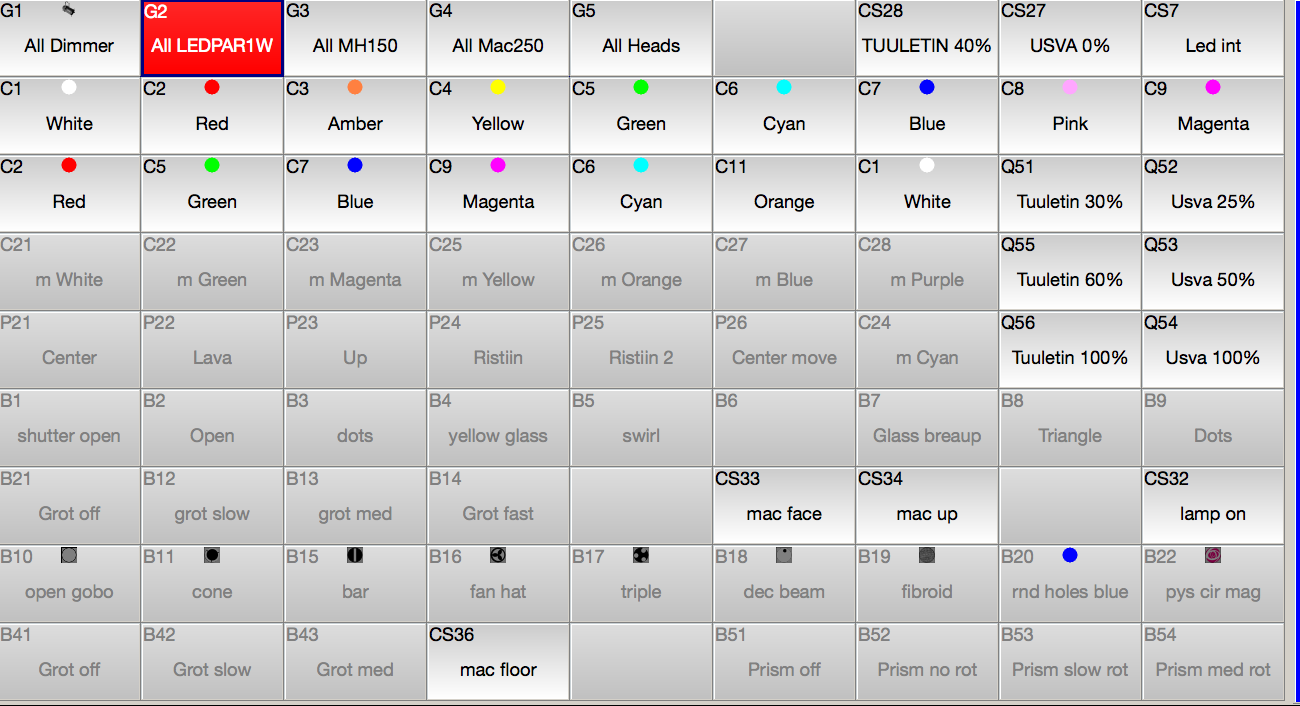 G1 G2 G3 G4 G5 CS28 CS27 CS7
All Dimmer All LEDPAR1W All MH150 All Mac250 All Heads TUULETIN 40% USVA 0% Led int
C1 C2 C3 C4 C5 C6 C7 C8 C9
White Red Amber Yellow Green Cyan Blue Pink Magenta
C2 C5 C7 C9 C6 C11 C1 Q51 Q52
Red Green Blue Magenta Cyan Orange White Tuuletin 30% Usva 25%
C21 C22 C23 C25 C26 C27 C28 Q55 Q53
m White m Green m Magenta m Yellow m Orange m Blue m Purple Tuuletin 60% Usva 50%
P21 P22 P23 P24 P25 P26 C24 Q56 Q54
Center Lava Up Ristiin Ristiin 2 Center move m Cyan Tuuletin 100% Usva 100%
B1 B2 B3 B4 B5 B6 B7 B8 B9
shutter open Open dots yellow glass swirl Glass breaup Triangle Dots
B21 B12 B13 B14 CS33 CS34 CS32
Grot off grot slow grot med Grot fast mac face mac up lamp on
B10 B11 B15 B16 B17 B18 B19 B20 B22
open gobo cone bar fan hat triple dec beam fibroid rnd holes blue pys cir mag
B41 B42 B43 CS36 B51 B52 B53 B54
Grot off Grot slow Grot med mac floor Prism off Prism no rot Prism slow rot Prism med rot